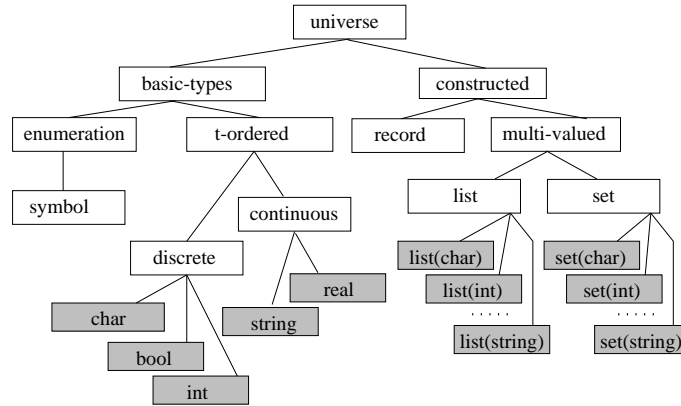 universe
basic-types
constructed
enumeration
t-ordered
record
multi-valued
symbol
continuous
list
set
discrete
list(char)
set(char)
real
list(int)
set(int)
char
string
. . . . .
. . . . .
bool
list(string)
set(string)
int